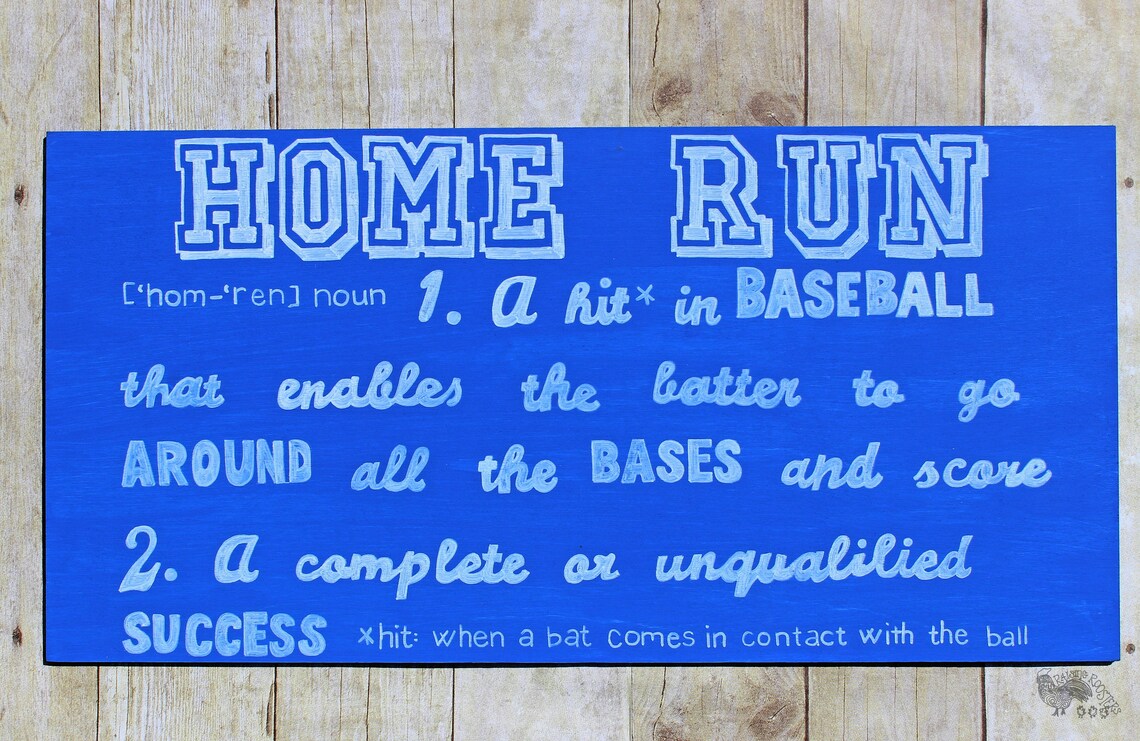 HOME RUN
['hom-'ren] noun 1. A hit* in BASEBALL
that enables the batter to go
AROUND all the BASES and score
2. A complete or unqualilied
SUCCESS *hit: when a bat comes in contact with the ball